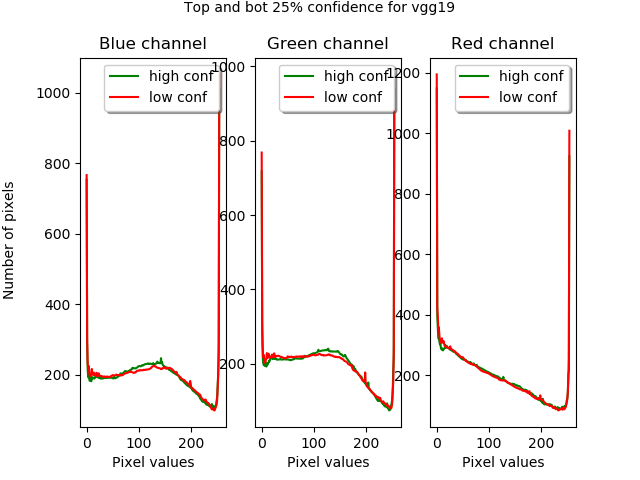 Top and bot 25% confidence for vgg19
Blue channel
Green channel
Red channel
high conf
low conf
high conf
low conf
high conf
low conf
Number of pixels
1000
800
600
400
200
1000
800
600
400
200
1200
1000
800
600
400
200
0 100 200
0 100 200
0 100 200
Pixel values
Pixel values
Pixel values